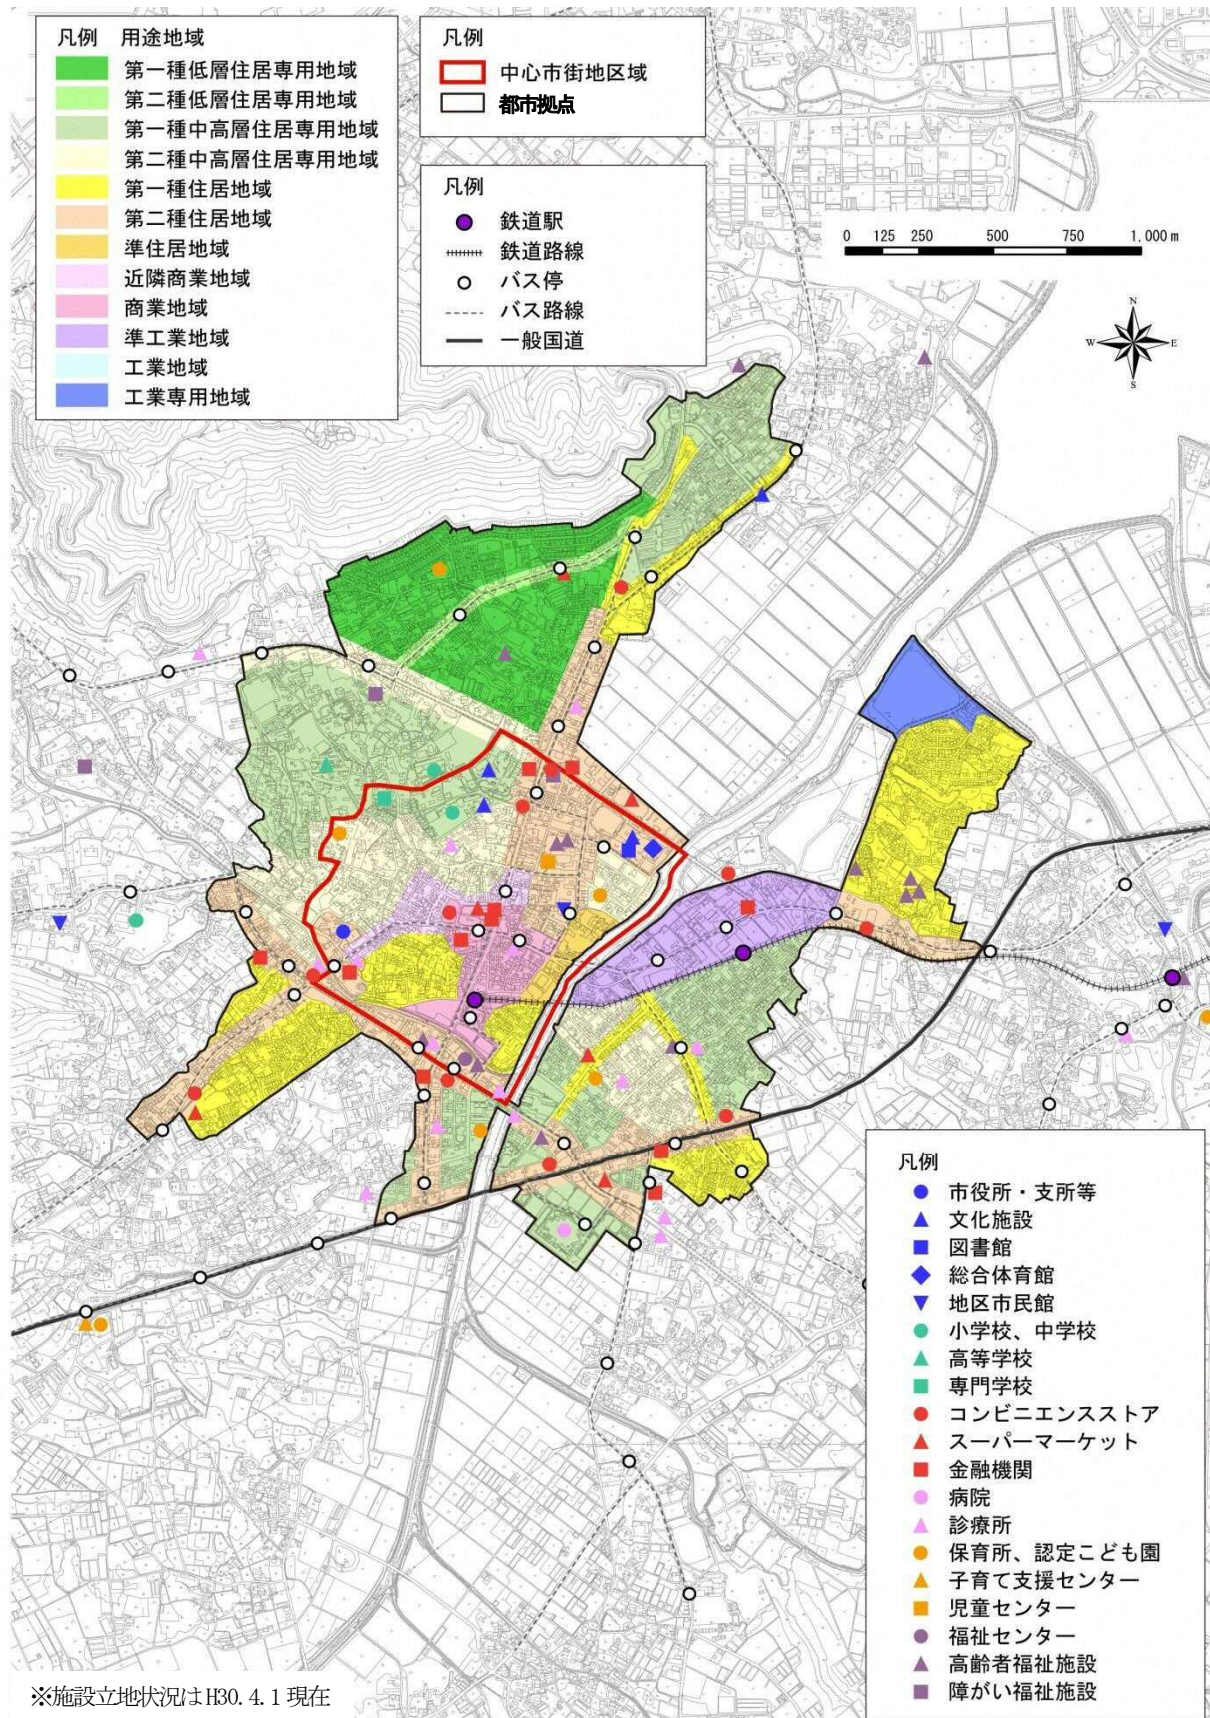 凡例 用途地域
第一種低層住居専用地域
第二種低層住居専用地域
第一種中高層住居専用地域
第二種中高層住居専用地域
第一種住居地域
第二種住居地域
準住居地域
近隣商業地域
商業地域
準工業地域
工業地域
工業専用地域
凡例
中心市街地区域
都市拠点
凡例
鉄道駅
鉄道路線
バス停
バス路線
一般国道
0 125 250 500 750 1,000 m
N
W E
S
凡例
市役所・支所等
文化施設
図書館
総合体育館
地区市民館
小学校、中学校
高等学校
専門学校
コンビニエンスストア
スーパーマーケット
金融機関
病院
診療所
保育所、認定こども園
子育て支援センター
児童センター
福祉センター
高齢者福祉施設
障がい福祉施設
※施設立地状況はH30.4.1 現在